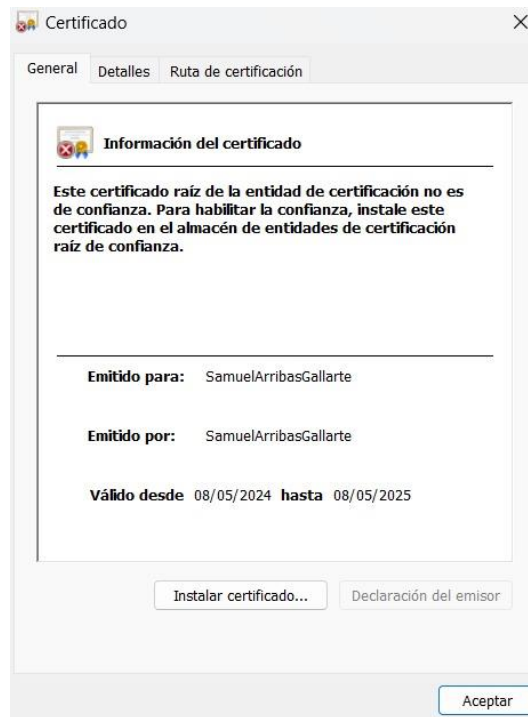 Certificado
General Detalles Ruta de certificación
Información del certificado
Este certificado raíz de la entidad de certificación no es
de confianza. Para habilitar la confianza, instale este
certificado en el almacén de entidades de certificación
raíz de confianza.
Emitido para: SamuelArribasGallarte
Emitido por: SamuelArribasGallarte
Válido desde 08/05/2024 hasta 08/05/2025
Instalar certificado... Declaración del emisor
Aceptar